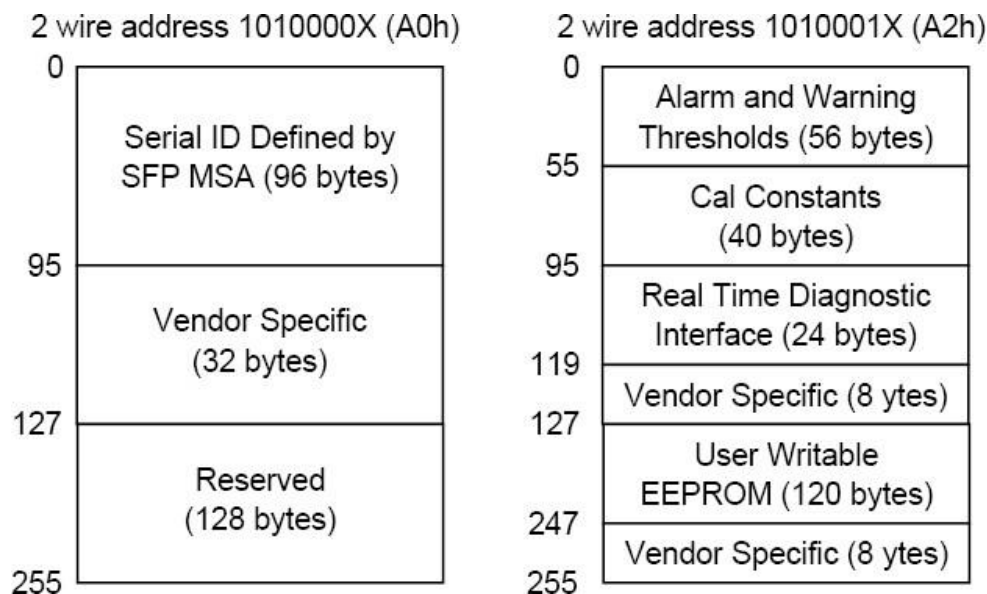 2 wire address 1010000X (A0h)
0
Serial ID Defined by
SFP MSA (96 bytes)
95
Vendor Specific
(32 bytes)
127
Reserved
(128 bytes)
255
2 wire address 1010001X (A2h)
0
Alarm and Warning
Thresholds (56 bytes)
55
Cal Constants
(40 bytes)
95
Real Time Diagnostic
Interface (24 bytes)
119
Vendor Specific (8 ytes)
127
User Writable
EEPROM (120 bytes)
247
Vendor Specific (8 ytes)
255